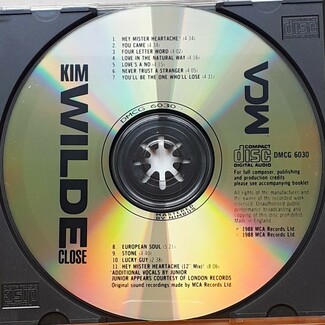 KIM WILDE CLOSE
1 HEY MISTER HEARTACHE* (4.34)
2 YOU CAME (4.38)
3 FOUR LETTER WORD (4.02)
4 LOVE IN THE NATURAL WAY (4.16)
5 LOVE'S A NO (4.15)
6 NEVER TRUST A STRANGER (4.05)
7 YOU'LL BE THE ONE WHO'LL LOSE (4.31)
MCA
DMCG 6030
COMPACT
disc
DIGITAL AUDIO
DMCG 6030
For full composer, publishing
and production credits
please see accompanying booklet
All rights of the manufacturer and
the owner of the recorded work
reserved. Unauthorised public
performance broadcasting and
copying of this disc prohibited.
Made in England
℗ 1988 MCA Records Ltd
© 1988 MCA Records Ltd
8 EUROPEAN SOUL (5.21)
9 STONE (4.03)
10 LUCKY GUY (2.38)
11 HEY MISTER HEARTACHE (12" Mix)* (8.06)
ADDITIONAL VOCALS BY JUNIOR
JUNIOR APPEARS COURTESY OF LONDON RECORDS
Original sound recordings made by MCA Records Ltd